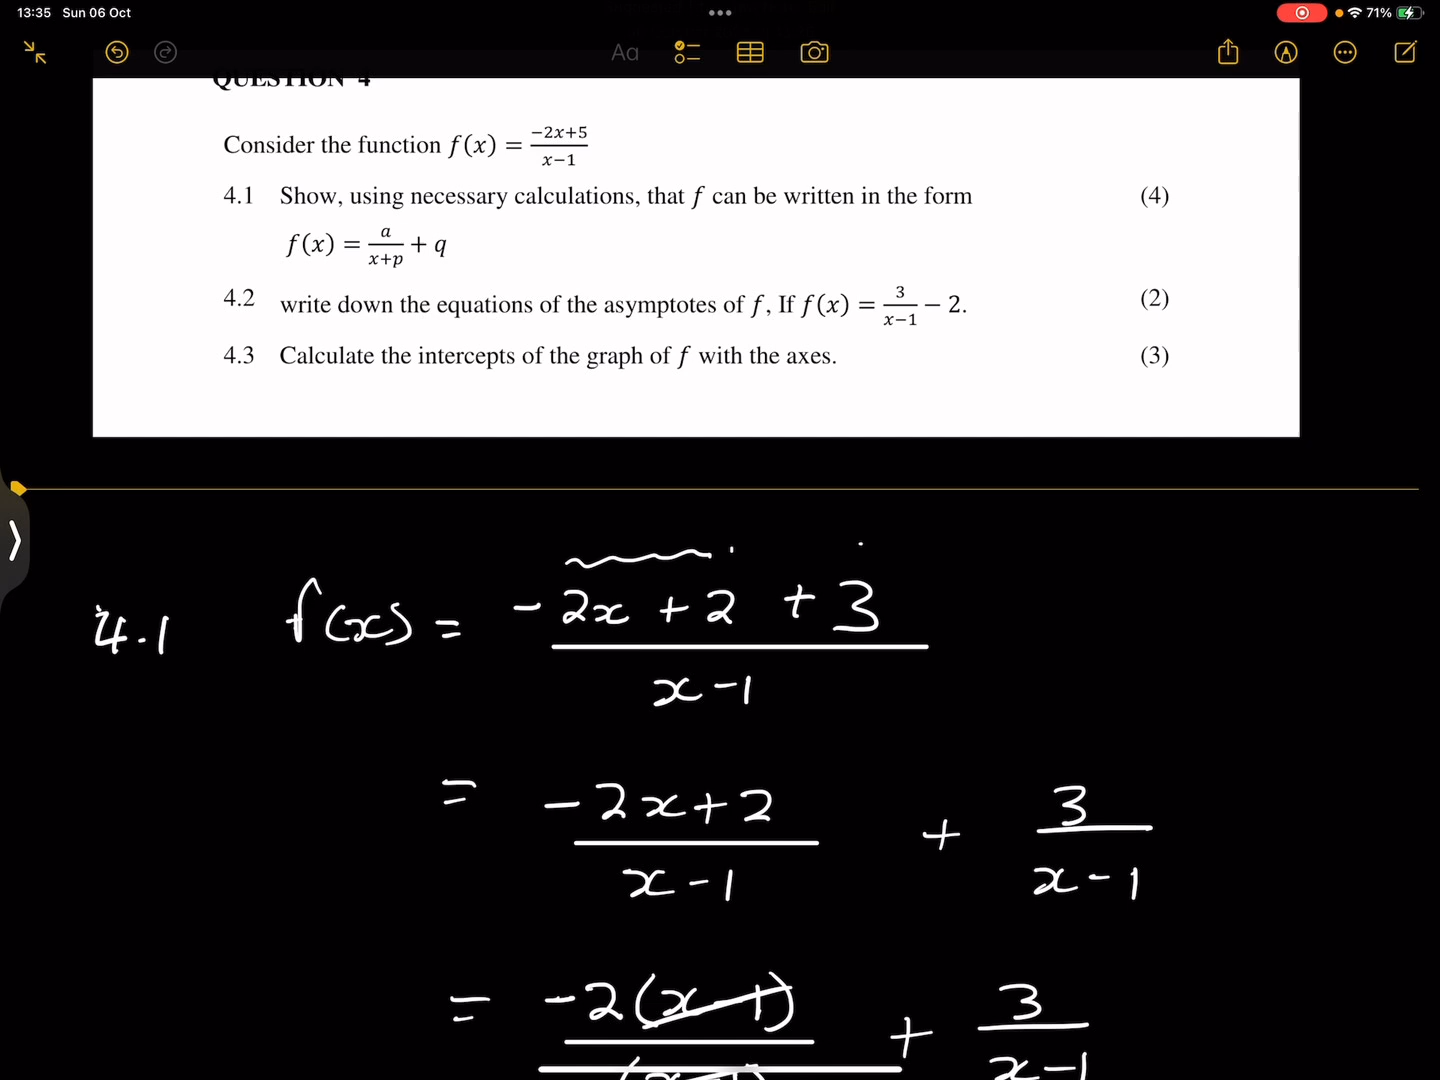 13:35 Sun 06 Oct
71%
Aa
QUESTION 4
Consider the function f(x) = (-2x+5)/(x-1)
4.1 Show, using necessary calculations, that f can be written in the form (4)
f(x) = a/(x+p) + q
4.2 write down the equations of the asymptotes of f, If f(x) = 3/(x-1) - 2. (2)
4.3 Calculate the intercepts of the graph of f with the axes. (3)
4.1 f(x) = (-2x + 2 + 3)/(x - 1)
= (-2x + 2)/(x - 1) + 3/(x - 1)
= -2(x - 1)/(x - 1) + 3/(x - 1)